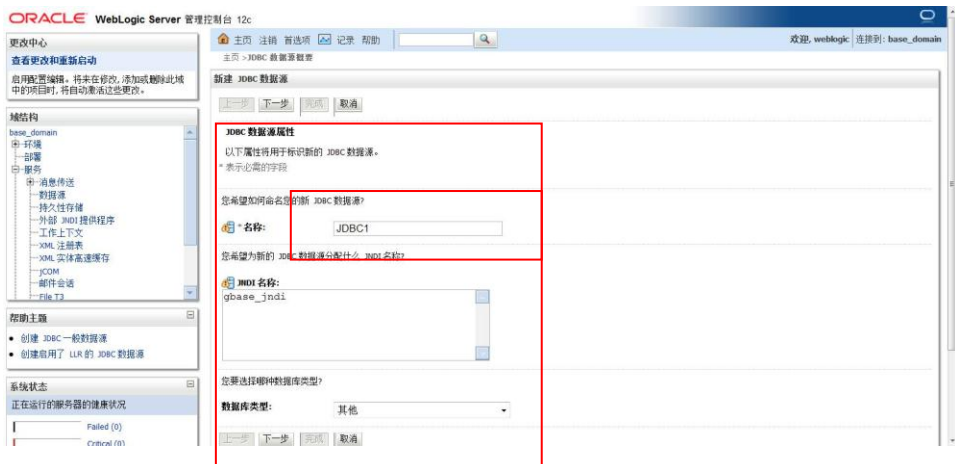 ORACLE WebLogic Server 管理控制台 12c
更改中心
查看更改和重新启动
启用配置编辑。将来在修改,添加或删除此域中的项目时,将自动激活这些更改。
域结构
base_domain
环境
部署
服务
消息传送
数据源
持久性存储
外部 JNDI 提供程序
工作上下文
XML 注册表
XML 实体高速缓存
jCOM
邮件会话
File T3
帮助主题
创建 JDBC 一般数据源
创建启用了 LLR 的 JDBC 数据源
系统状态
正在运行的服务器的健康状况
Failed (0)
Critical (0)
主页 注销 首选项 记录 帮助
欢迎, weblogic 连接到: base_domain
主页 >JDBC 数据源概要
新建 JDBC 数据源
上一步 下一步 完成 取消
JDBC 数据源属性
以下属性将用于标识新的 JDBC 数据源。
* 表示必需的字段
您希望如何命名您的新 JDBC 数据源?
* 名称: JDBC1
您希望为新的 JDBC 数据源分配什么 JNDI 名称?
JNDI 名称:
gbase_jndi
您要选择哪种数据库类型?
数据库类型: 其他
上一步 下一步 完成 取消